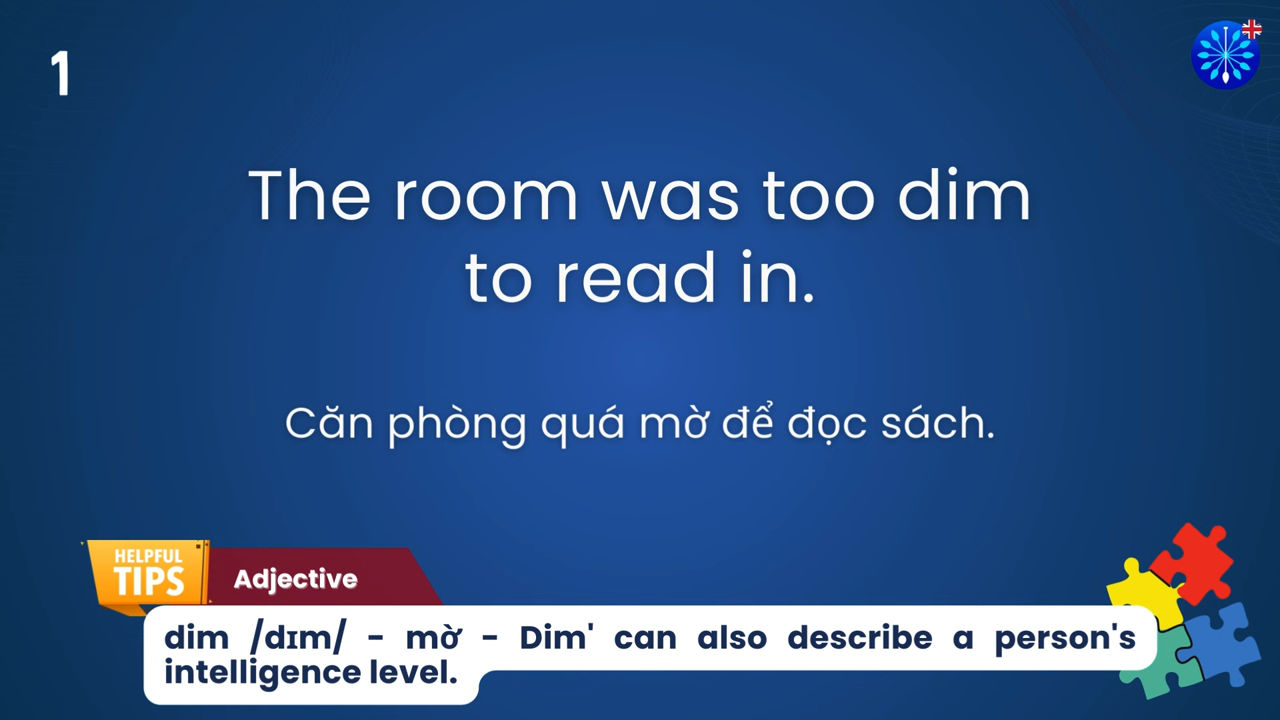 1
The room was too dim
to read in.
Căn phòng quá mờ để đọc sách.
HELPFUL
TIPS
Adjective
dim /dɪm/ - mờ - Dim' can also describe a person's
intelligence level.